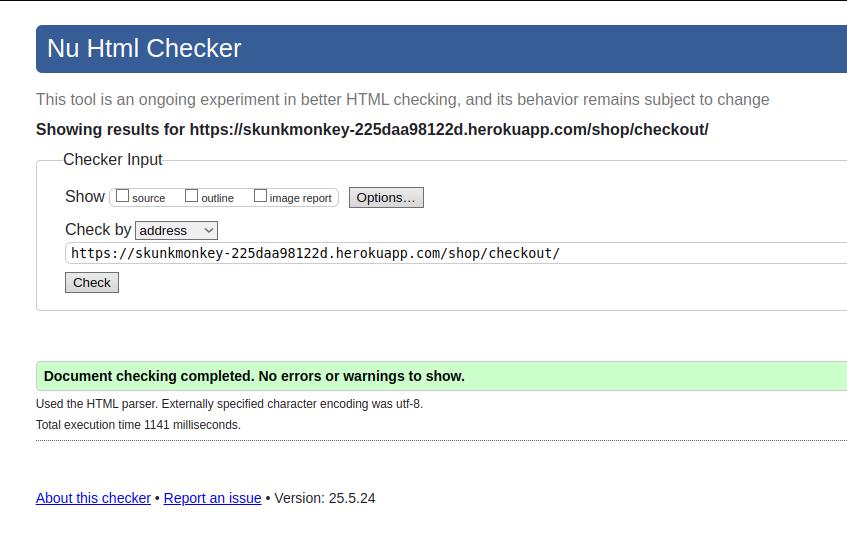 Nu Html Checker
This tool is an ongoing experiment in better HTML checking, and its behavior remains subject to change
Showing results for https://skunkmonkey-225daa98122d.herokuapp.com/shop/checkout/
Checker Input
Show source outline image report Options...
Check by address
https://skunkmonkey-225daa98122d.herokuapp.com/shop/checkout/
Check
Document checking completed. No errors or warnings to show.
Used the HTML parser. Externally specified character encoding was utf-8.
Total execution time 1141 milliseconds.
About this checker • Report an issue • Version: 25.5.24